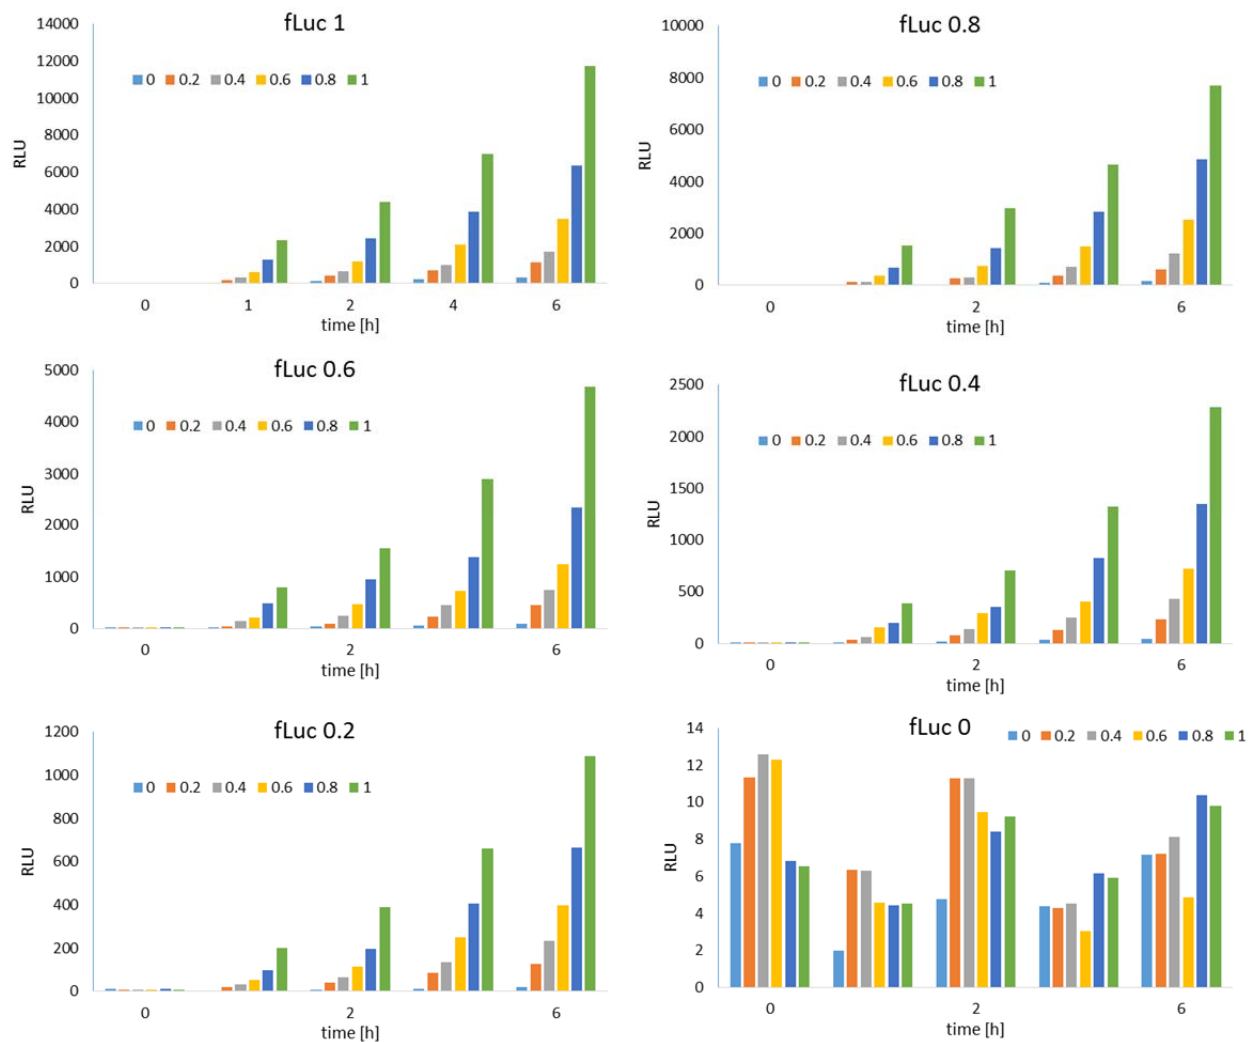 fLuc 1
14000
12000
10000
8000
6000
4000
2000
0
RLU
0 0.2 0.4 0.6 0.8 1
0 1 2 4 6
time [h]
fLuc 0.8
10000
8000
6000
4000
2000
0
RLU
0 0.2 0.4 0.6 0.8 1
0 2 6
time [h]
fLuc 0.6
5000
4000
3000
2000
1000
0
RLU
0 0.2 0.4 0.6 0.8 1
0 2 6
time [h]
fLuc 0.4
2500
2000
1500
1000
500
0
RLU
0 0.2 0.4 0.6 0.8 1
0 2 6
time [h]
fLuc 0.2
1200
1000
800
600
400
200
0
RLU
0 0.2 0.4 0.6 0.8 1
0 2 6
time [h]
fLuc 0
14
12
10
8
6
4
2
0
RLU
0 0.2 0.4 0.6 0.8 1
0 2 6
time [h]